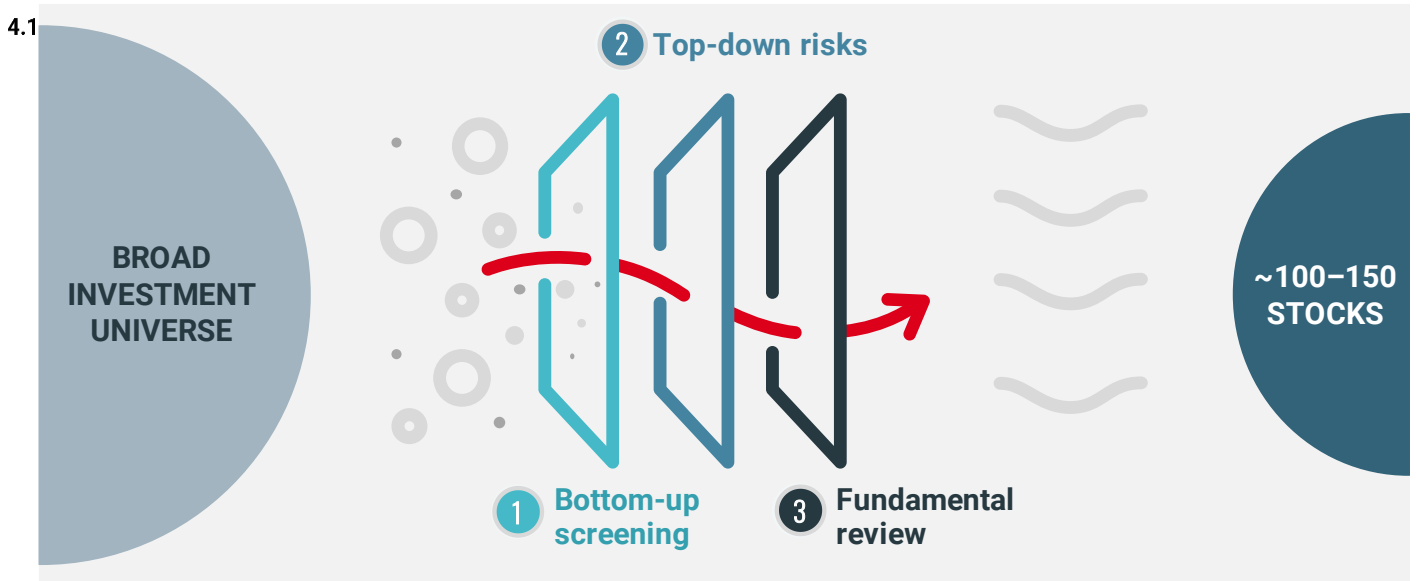 4.1
2 Top-down risks
BROAD
INVESTMENT
UNIVERSE
~100–150
STOCKS
1 Bottom-up
screening
3 Fundamental
review